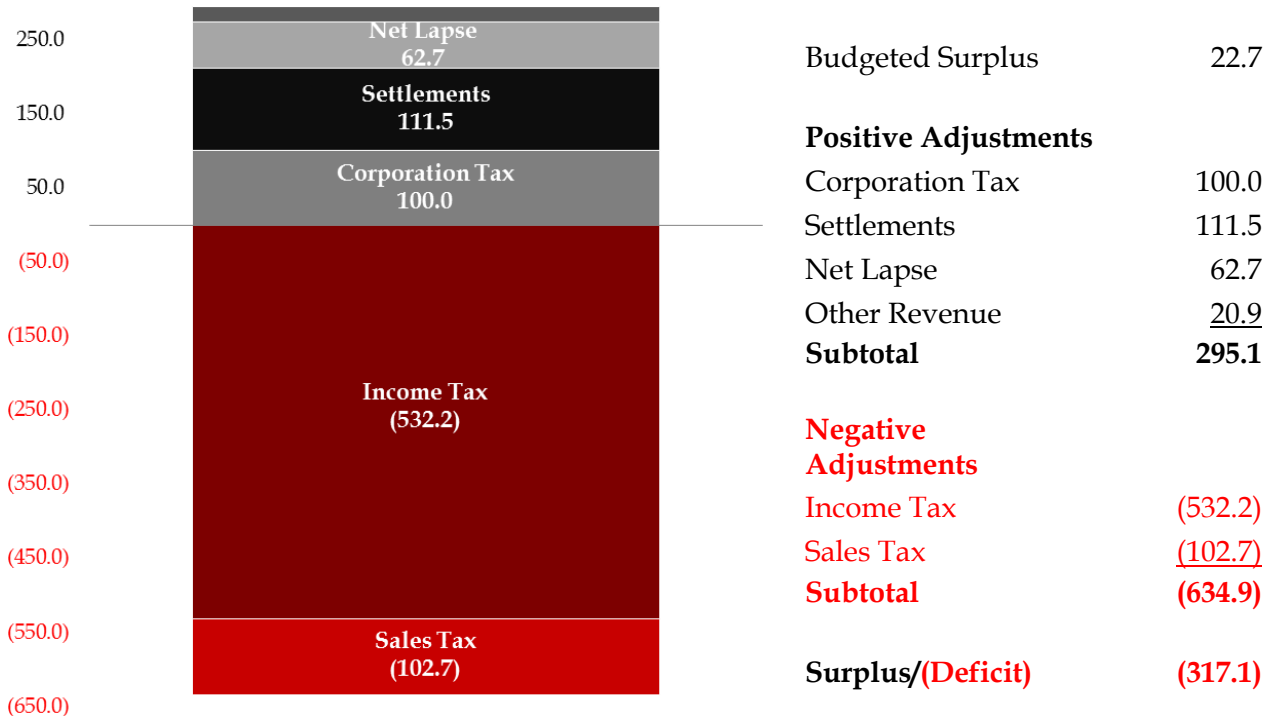 250.0
150.0
50.0
(50.0)
(150.0)
(250.0)
(350.0)
(450.0)
(550.0)
(650.0)
Net Lapse
62.7
Settlements
111.5
Corporation Tax
100.0
Income Tax
(532.2)
Sales Tax
(102.7)
Budgeted Surplus 22.7
Positive Adjustments
Corporation Tax 100.0
Settlements 111.5
Net Lapse 62.7
Other Revenue 20.9
Subtotal 295.1
Negative
Adjustments
Income Tax (532.2)
Sales Tax (102.7)
Subtotal (634.9)
Surplus/(Deficit) (317.1)